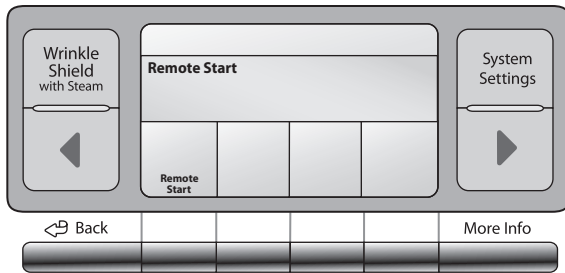 Wrinkle
Shield
with Steam
System
Settings
Remote Start
Remote
Start
Back
More Info